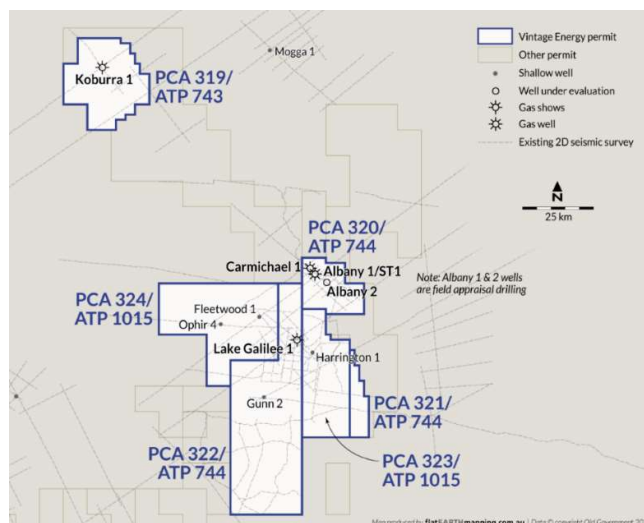 Mogga 1
Koburra 1
PCA 319/
ATP 743
Vintage Energy permit
Other permit
Shallow well
Well under evaluation
Gas shows
Gas well
Existing 2D seismic survey
N
25 km
PCA 320/
ATP 744
Carmichael 1
Albany 1/ST1
Albany 2
Note: Albany 1 & 2 wells
are field appraisal drilling
PCA 324/
ATP 1015
Fleetwood 1
Ophir 4
Lake Galilee 1
Harrington 1
Gunn 2
PCA 321/
ATP 744
PCA 322/
ATP 744
PCA 323/
ATP 1015
Map produced by flatEARTHmapping.com.au | Data © copyright Qld Government